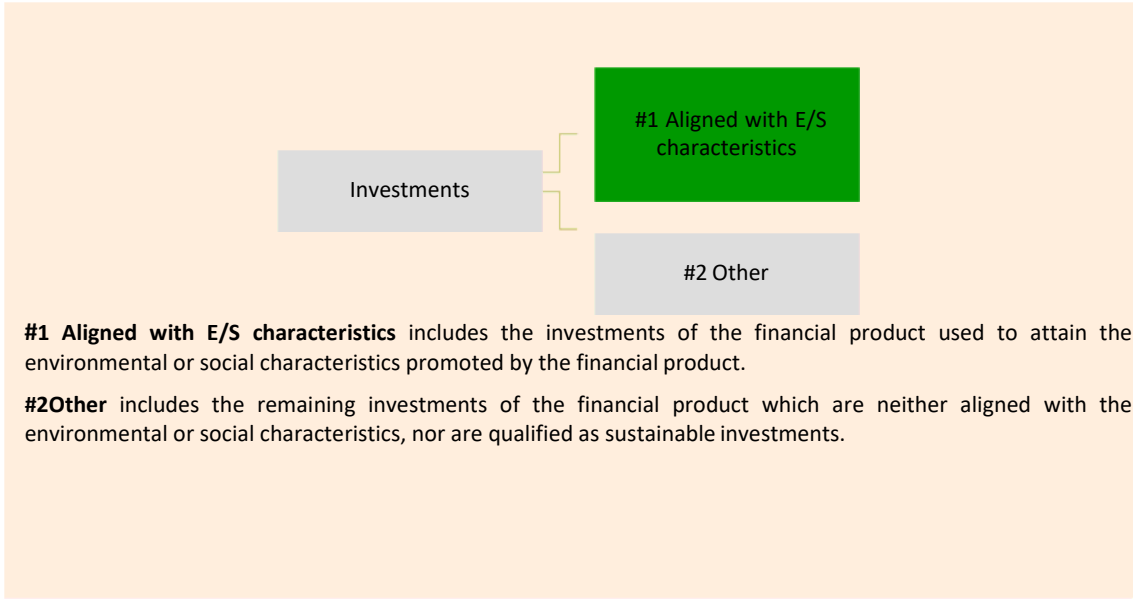 #1 Aligned with E/S
characteristics
Investments
#2 Other
#1 Aligned with E/S characteristics includes the investments of the financial product used to attain the
environmental or social characteristics promoted by the financial product.
#2Other includes the remaining investments of the financial product which are neither aligned with the
environmental or social characteristics, nor are qualified as sustainable investments.